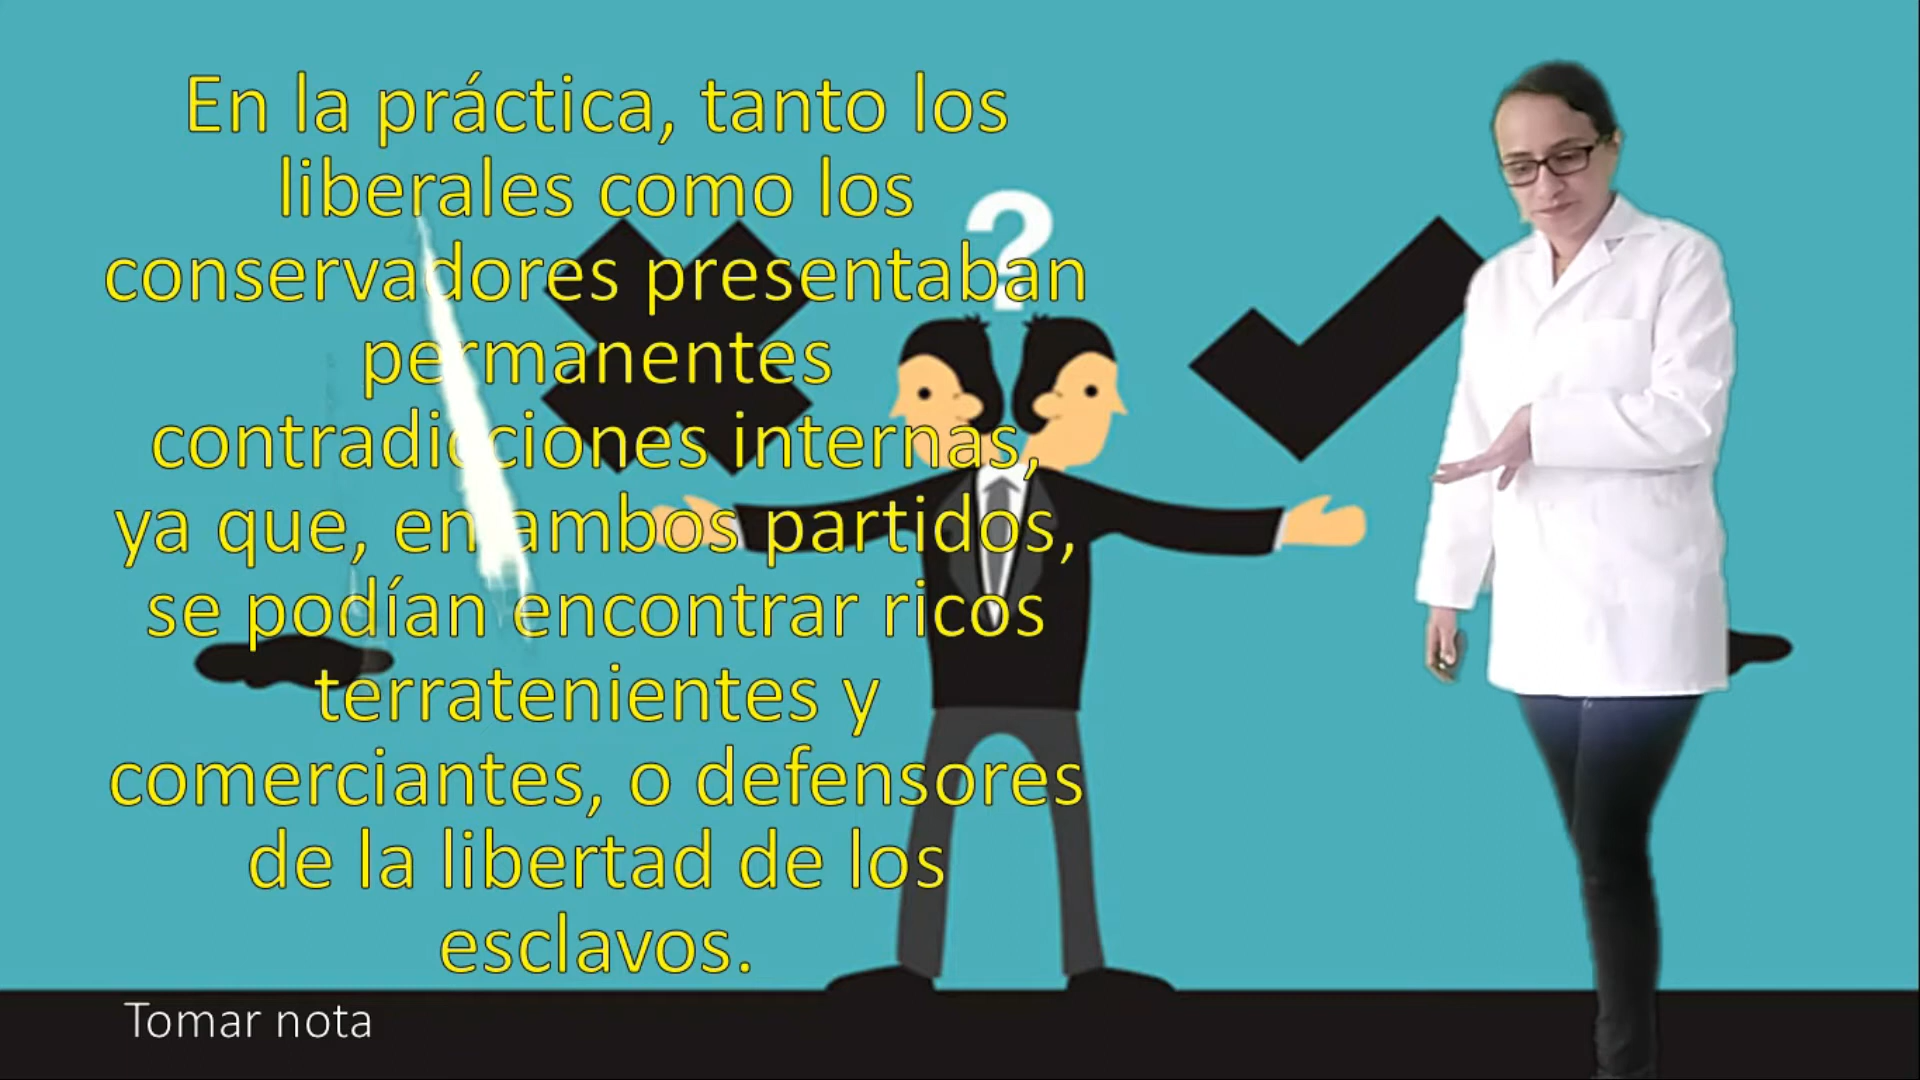 En la práctica, tanto los
liberales como los
conservadores presentaban
permanentes
contradicciones internas,
ya que, en ambos partidos,
se podían encontrar ricos
terratenientes y
comerciantes, o defensores
de la libertad de los
esclavos.
Tomar nota
?